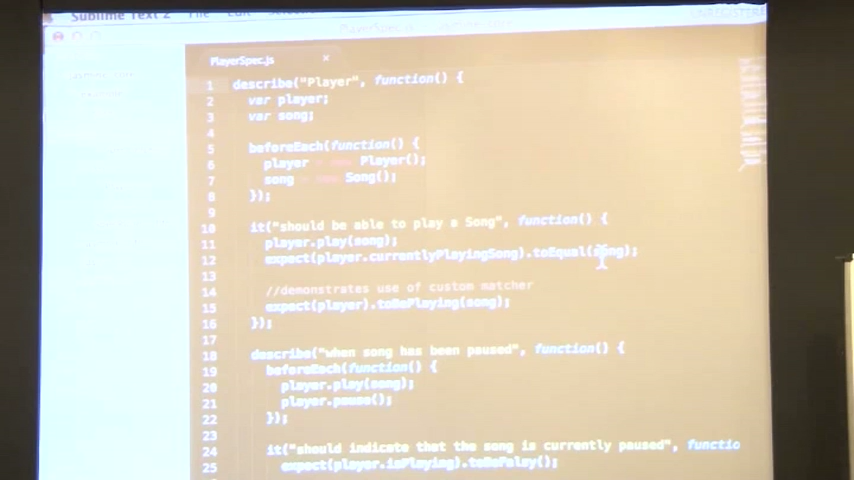 Sublime Text 2 File Edit
UNREGISTERED
PlayerSpec.js
1 describe("Player", function() {
2 var player;
3 var song;
4
5 beforeEach(function() {
6 player = new Player();
7 song = new Song();
8 });
9
10 it("should be able to play a Song", function() {
11 player.play(song);
12 expect(player.currentlyPlayingSong).toEqual(song);
13
14 //demonstrates use of custom matcher
15 expect(player).toBePlaying(song);
16 });
17
18 describe("when song has been paused", function() {
19 beforeEach(function() {
20 player.play(song);
21 player.pause();
22 });
23
24 it("should indicate that the song is currently paused", functio
25 expect(player.isPlaying).toBeFalsy();